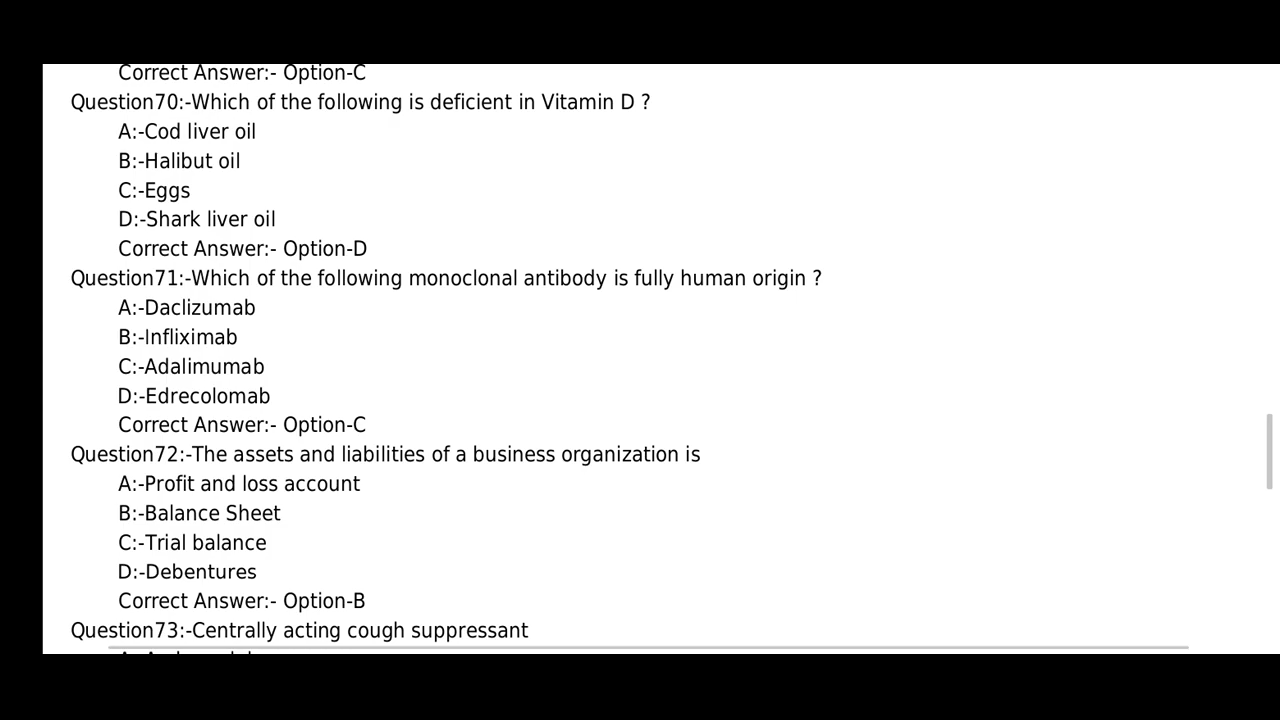 Correct Answer:- Option-C
Question70:-Which of the following is deficient in Vitamin D ?
A:-Cod liver oil
B:-Halibut oil
C:-Eggs
D:-Shark liver oil
Correct Answer:- Option-D
Question71:-Which of the following monoclonal antibody is fully human origin ?
A:-Daclizumab
B:-Infliximab
C:-Adalimumab
D:-Edrecolomab
Correct Answer:- Option-C
Question72:-The assets and liabilities of a business organization is
A:-Profit and loss account
B:-Balance Sheet
C:-Trial balance
D:-Debentures
Correct Answer:- Option-B
Question73:-Centrally acting cough suppressant